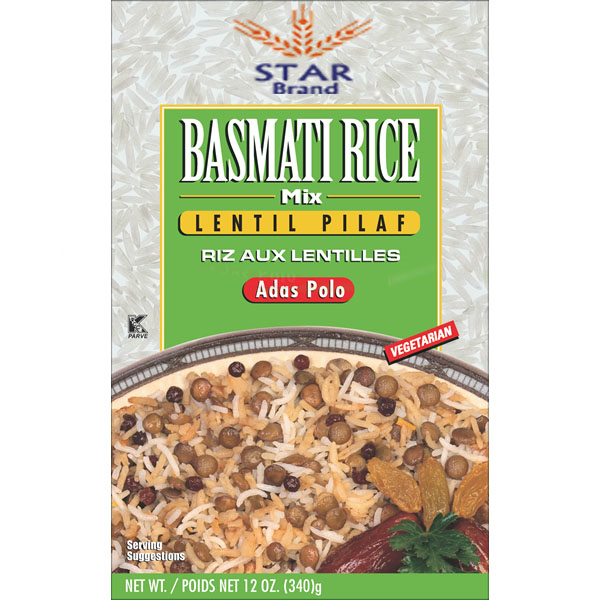 STAR
Brand
BASMATI RICE
Mix
LENTIL PILAF
RIZ AUX LENTILLES
Adas Polo
VEGETARIAN
K
PARVE
Serving
Suggestions
NET WT. / POIDS NET 12 OZ. (340)g